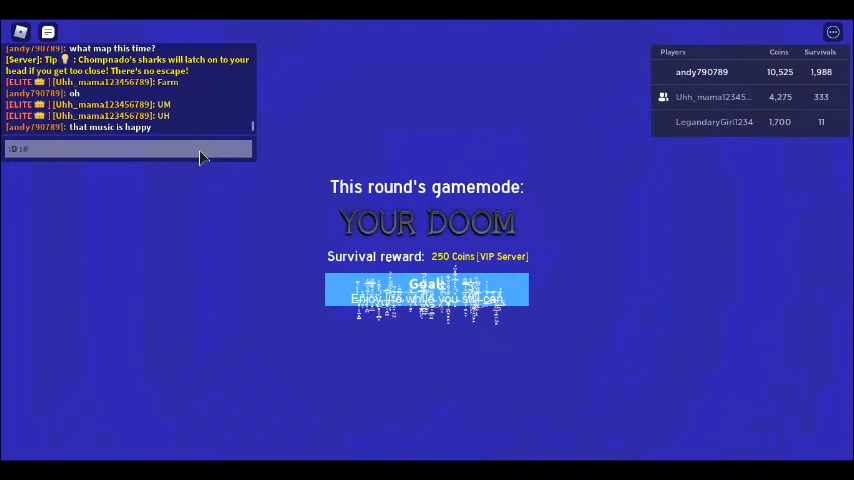 [andy790789]: what map this time?
[Server]: Tip 💡 : Chompnado's sharks will latch on to your
head if you get too close! There's no escape!
[ELITE 👑 ] [Uhh_mama123456789]: Farm
[andy790789]: oh
[ELITE 👑 ] [Uhh_mama123456789]: UM
[ELITE 👑 ] [Uhh_mama123456789]: UH
[andy790789]: that music is happy
:D :#
Players Coins Survivals
andy790789 10,525 1,988
Uhh_mama12345... 4,275 333
LegandaryGirl1234 1,700 11
This round's gamemode:
YOUR DOOM
Survival reward: 250 Coins [VIP Server]
Goal:
Enjoy life while you still can.